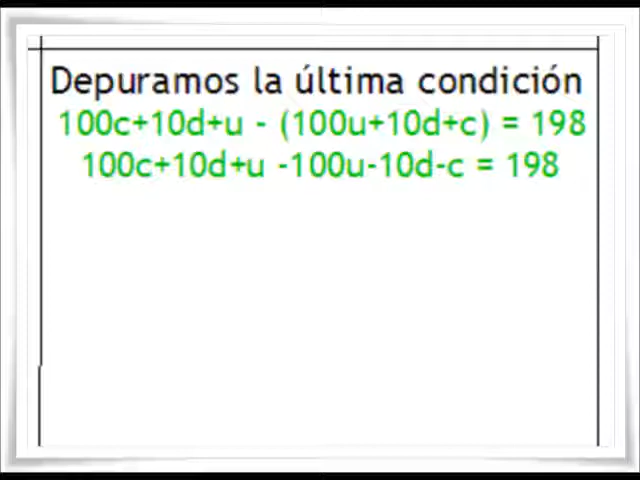 Depuramos la última condición
100c+10d+u - (100u+10d+c) = 198
100c+10d+u -100u-10d-c = 198